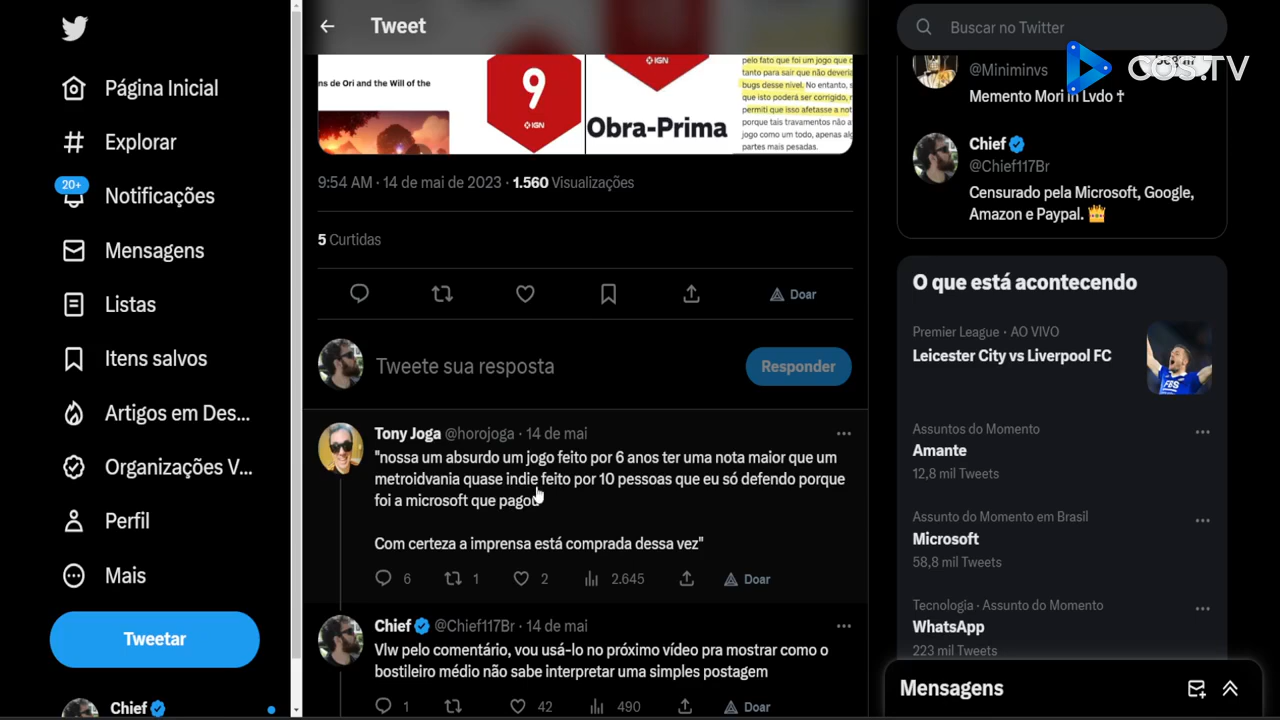 Página Inicial
Explorar
20+
Notificações
Mensagens
Listas
Itens salvos
Artigos em Des...
Organizações V...
Perfil
Mais
Tweetar
Chief
Tweet
ns de Ori and the Will of the
9
IGN
IGN
Obra-Prima
pelo fato que foi um jogo que
tanto para sair que não deveria
bugs desse nivel. No entanto,
que isto poderá ser corrigido,
permiti que isso afetasse a not
porque tais travamentos não a
jogo como um todo, apenas
partes mais pesadas.
9:54 AM · 14 de mai de 2023 · 1.560 Visualizações
5 Curtidas
Doar
Tweete sua resposta
Responder
Tony Joga @horojoga · 14 de mai
"nossa um absurdo um jogo feito por 6 anos ter uma nota maior que um
metroidvania quase indie feito por 10 pessoas que eu só defendo porque
foi a microsoft que pagou
Com certeza a imprensa está comprada dessa vez"
6 1 2 2.645 Doar
Chief @Chief117Br · 14 de mai
Vlw pelo comentário, vou usá-lo no próximo vídeo pra mostrar como o
bostileiro médio não sabe interpretar uma simples postagem
1 42 490 Doar
Buscar no Twitter
COS.TV
@Miniminvs
Memento Mori in Lvdo ✝
Chief
@Chief117Br
Censurado pela Microsoft, Google,
Amazon e Paypal. 👑
O que está acontecendo
Premier League · AO VIVO
Leicester City vs Liverpool FC
Assuntos do Momento
Amante
12,8 mil Tweets
Assunto do Momento em Brasil
Microsoft
58,8 mil Tweets
Tecnologia · Assunto do Momento
WhatsApp
223 mil Tweets
Mensagens